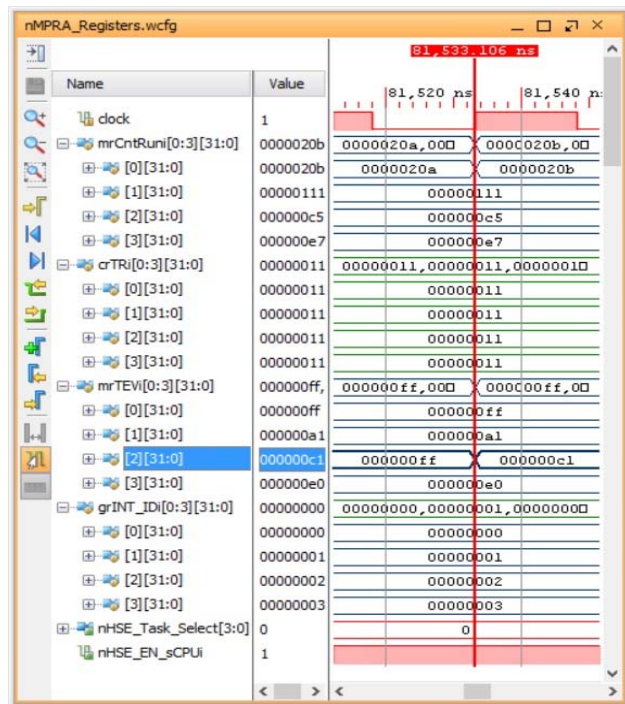 nMPRA_Registers.wcfg
81,533.106 ns
Name Value 81,520 ns 81,540 n
clock 1
mrCntRuni[0:3][31:0] 0000020b 0000020a,00 0000020b,00
[0][31:0] 0000020b 0000020a 0000020b
[1][31:0] 00000111 00000111
[2][31:0] 000000c5 000000c5
[3][31:0] 000000e7 000000e7
crTRi[0:3][31:0] 00000011 00000011,00000011,0000001
[0][31:0] 00000011 00000011
[1][31:0] 00000011 00000011
[2][31:0] 00000011 00000011
[3][31:0] 00000011 00000011
mrTEVi[0:3][31:0] 000000ff, 000000ff,000 000000ff,00
[0][31:0] 000000ff 000000ff
[1][31:0] 000000a1 000000a1
[2][31:0] 000000c1 000000ff 000000c1
[3][31:0] 000000e0 000000e0
grINT_IDi[0:3][31:0] 00000000 00000000,00000001,0000000
[0][31:0] 00000000 00000000
[1][31:0] 00000001 00000001
[2][31:0] 00000002 00000002
[3][31:0] 00000003 00000003
nHSE_Task_Select[3:0] 0 0
nHSE_EN_sCPUi 1